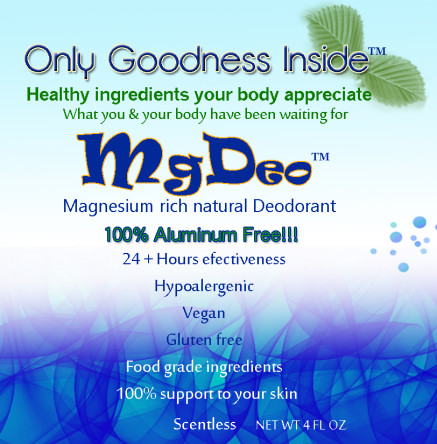 Only Goodness Inside™
Healthy ingredients your body appreciate
What you & your body have been waiting for
MgDeo™
Magnesium rich natural Deodorant
100% Aluminum Free!!!
24 + Hours efectiveness
Hypoalergenic
Vegan
Gluten free
Food grade ingredients
100% support to your skin
Scentless NET WT 4 FL OZ